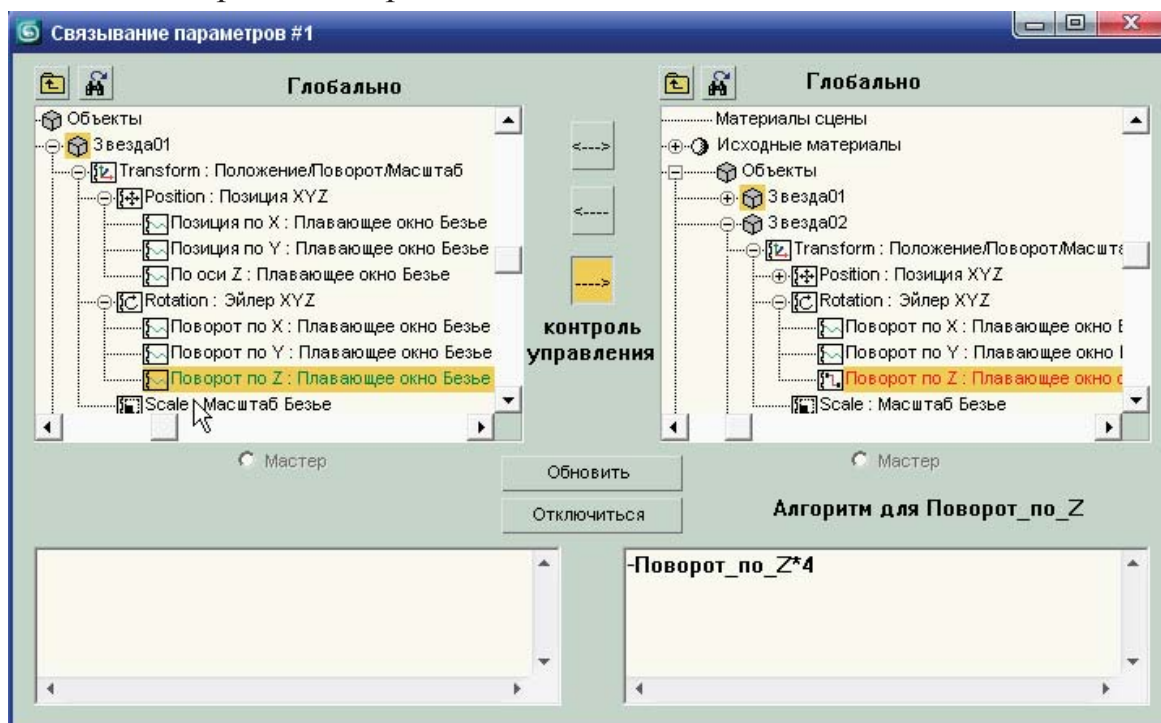 Связывание параметров #1
Глобально
Объекты
Звезда01
Transform : Положение/Поворот/Масштаб
Position : Позиция XYZ
Позиция по X : Плавающее окно Безье
Позиция по Y : Плавающее окно Безье
По оси Z : Плавающее окно Безье
Rotation : Эйлер XYZ
Поворот по X : Плавающее окно Безье
Поворот по Y : Плавающее окно Безье
Поворот по Z : Плавающее окно Безье
Scale : Масштаб Безье
Мастер
<--->
<----
---->
контроль
управления
Обновить
Отключиться
Глобально
Материалы сцены
Исходные материалы
Объекты
Звезда01
Звезда02
Transform : Положение/Поворот/Масшта
Position : Позиция XYZ
Rotation : Эйлер XYZ
Поворот по X : Плавающее окно
Поворот по Y : Плавающее окно
Поворот по Z : Плавающее окно
Scale : Масштаб Безье
Мастер
Алгоритм для Поворот_по_Z
-Поворот_по_Z*4